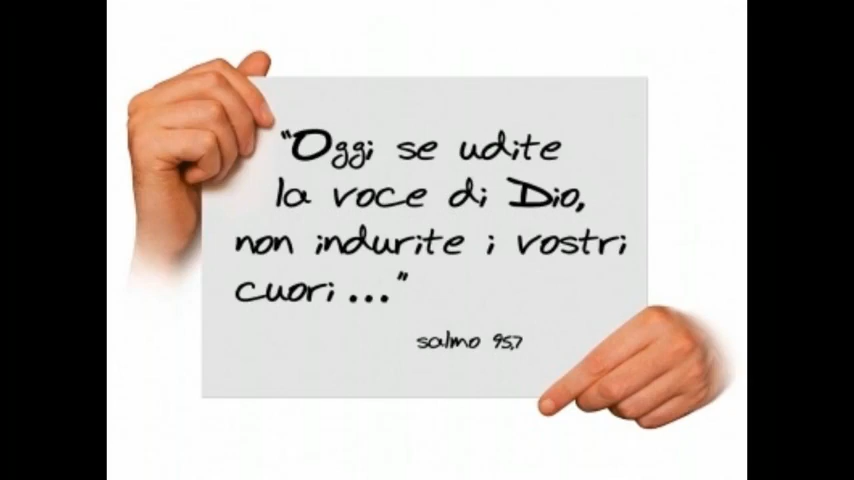 "Oggi se udite
la voce di Dio,
non indurite i vostri
cuori..."
salmo 95,7